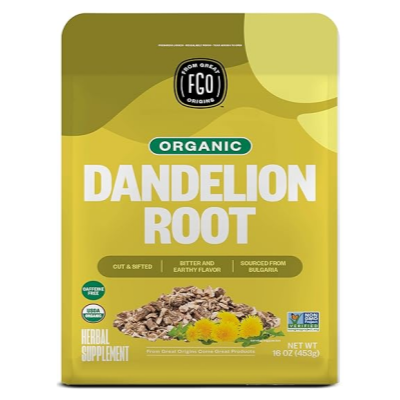 FROM GREAT
FGO
ORIGINS
ORGANIC
DANDELION
ROOT
CUT & SIFTED
BITTER AND
EARTHY FLAVOR
SOURCED FROM
BULGARIA
CAFFEINE
FREE
USDA
ORGANIC
HERBAL
SUPPLEMENT
NON
GMO
Project
VERIFIED
From Great Origins Come Great Products
NET WT
16 OZ (453g)